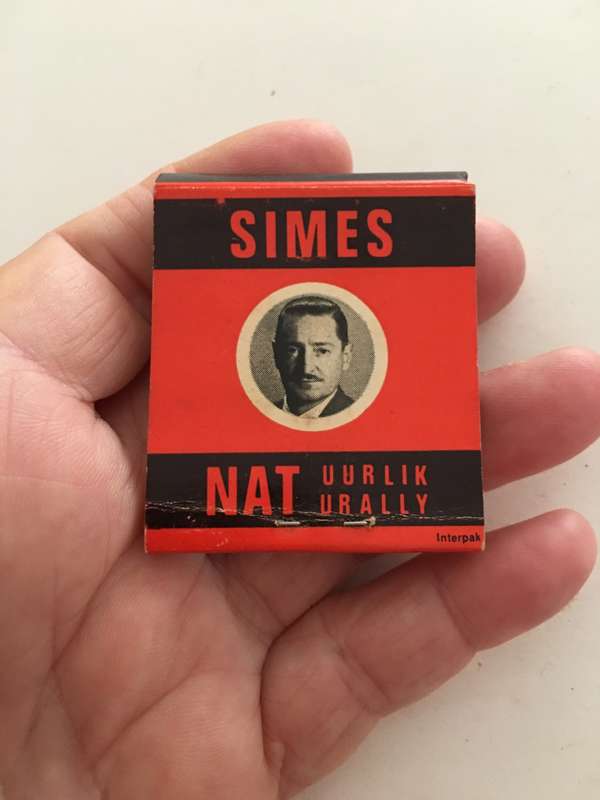 SIMES
NAT UURLIK
URALLY
Interpak